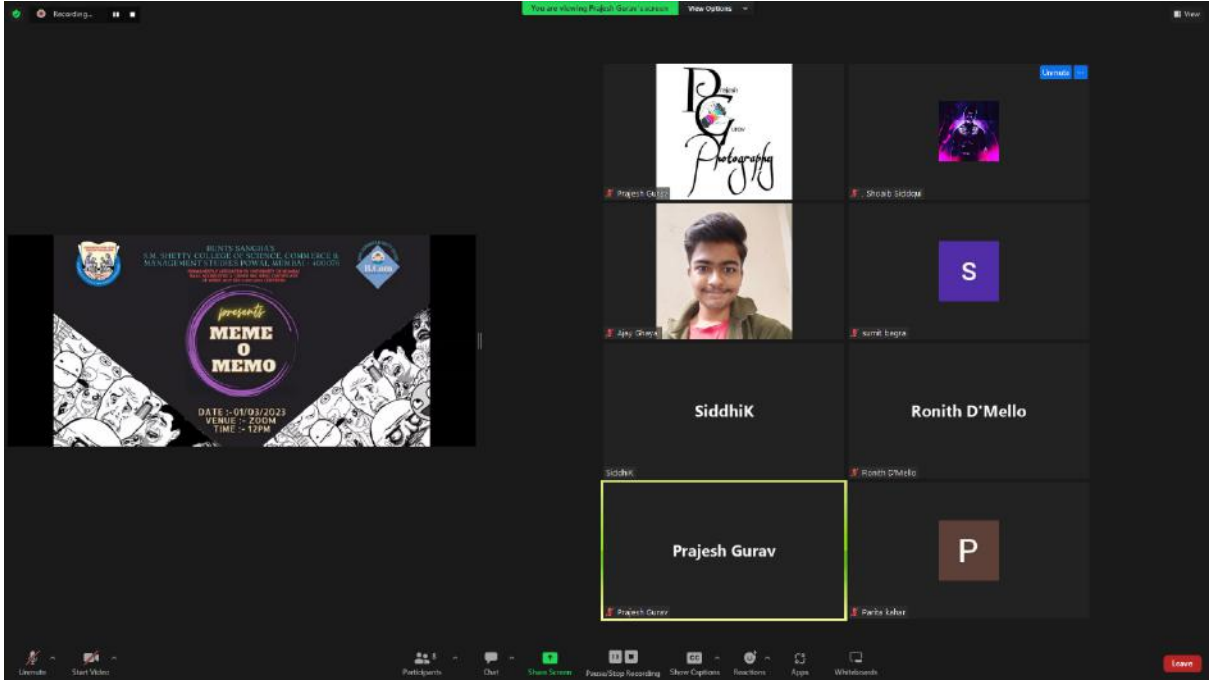 Recording...
You are viewing Prajesh Gurav's screen
View Options
View
BUNTS SANGHA'S
S.M. SHETTY COLLEGE OF SCIENCE, COMMERCE &
MANAGEMENT STUDIES POWAI, MUMBAI - 400076
B.Com
presents
MEME
O
MEMO
DATE :- 01/03/2023
VENUE :- ZOOM
TIME :- 12PM
Prajesh
Gurav
Photography
Prajesh Gurav
Unmute
. Shoaib Siddqui
Ajay Ghayal
S
sumit bagra
SiddhiK
SiddhiK
Ronith D'Mello
Ronith D'Mello
Prajesh Gurav
Prajesh Gurav
P
Parita kahar
Unmute
Start Video
Participants
Chat
Share Screen
Pause/Stop Recording
Show Captions
Reactions
Apps
Whiteboards
Leave